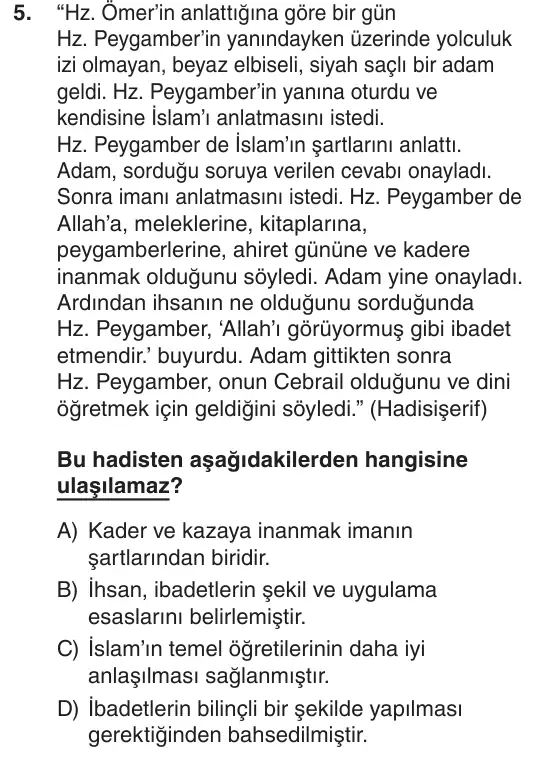 5. “Hz. Ömer’in anlattığına göre bir gün
Hz. Peygamber’in yanındayken üzerinde yolculuk
izi olmayan, beyaz elbiseli, siyah saçlı bir adam
geldi. Hz. Peygamber’in yanına oturdu ve
kendisine İslam’ı anlatmasını istedi.
Hz. Peygamber de İslam’ın şartlarını anlattı.
Adam, sorduğu soruya verilen cevabı onayladı.
Sonra imanı anlatmasını istedi. Hz. Peygamber de
Allah’a, meleklerine, kitaplarına,
peygamberlerine, ahiret gününe ve kadere
inanmak olduğunu söyledi. Adam yine onayladı.
Ardından ihsanın ne olduğunu sorduğunda
Hz. Peygamber, ‘Allah’ı görüyormuş gibi ibadet
etmendir.’ buyurdu. Adam gittikten sonra
Hz. Peygamber, onun Cebrail olduğunu ve dini
öğretmek için geldiğini söyledi.” (Hadisişerif)
Bu hadisten aşağıdakilerden hangisine
ulaşılamaz?
A) Kader ve kazaya inanmak imanın
şartlarından biridir.
B) İhsan, ibadetlerin şekil ve uygulama
esaslarını belirlemiştir.
C) İslam’ın temel öğretilerinin daha iyi
anlaşılması sağlanmıştır.
D) İbadetlerin bilinçli bir şekilde yapılması
gerektiğinden bahsedilmiştir.